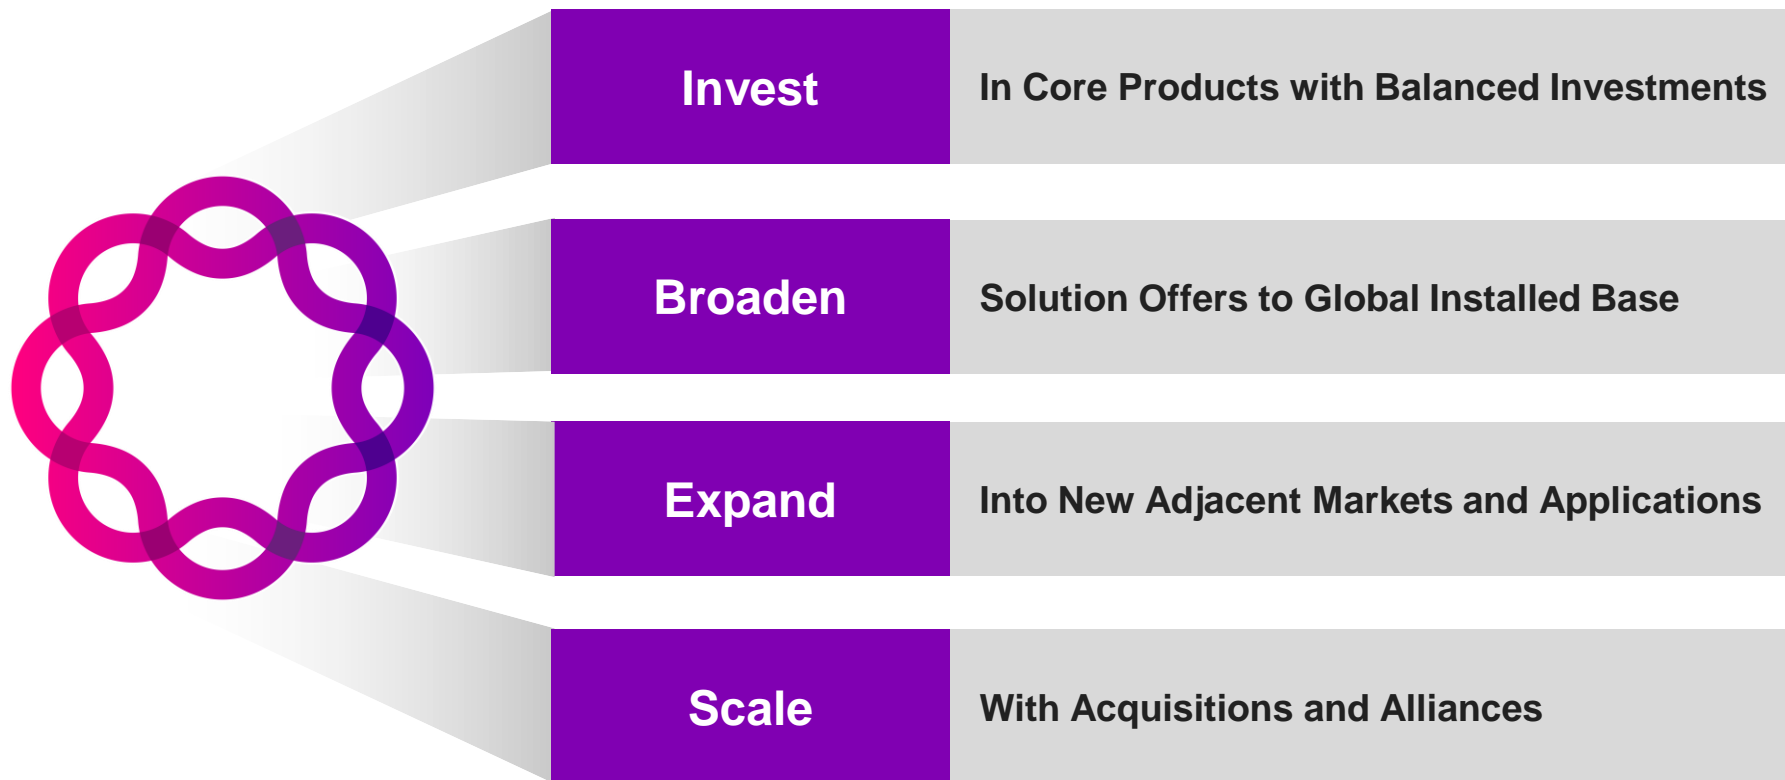 Invest
In Core Products with Balanced Investments
Broaden
Solution Offers to Global Installed Base
Expand
Into New Adjacent Markets and Applications
Scale
With Acquisitions and Alliances